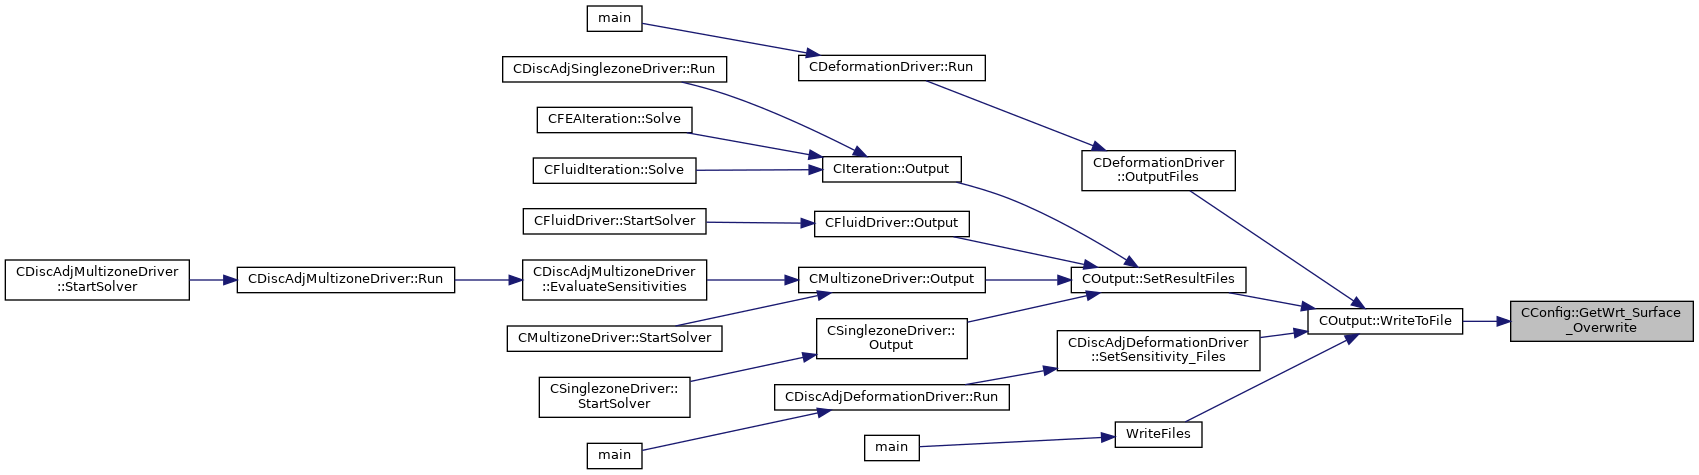 main
CDeformationDriver::Run
CDiscAdjSinglezoneDriver::Run
CFEAIteration::Solve
CFluidIteration::Solve
CIteration::Output
CDeformationDriver
::OutputFiles
CFluidDriver::StartSolver
CFluidDriver::Output
CDiscAdjMultizoneDriver
::StartSolver
CDiscAdjMultizoneDriver::Run
CDiscAdjMultizoneDriver
::EvaluateSensitivities
CMultizoneDriver::Output
COutput::SetResultFiles
CMultizoneDriver::StartSolver
CSinglezoneDriver::
Output
CDiscAdjDeformationDriver
::SetSensitivity_Files
COutput::WriteToFile
CConfig::GetWrt_Surface
_Overwrite
CSinglezoneDriver::
StartSolver
CDiscAdjDeformationDriver::Run
WriteFiles
main
main